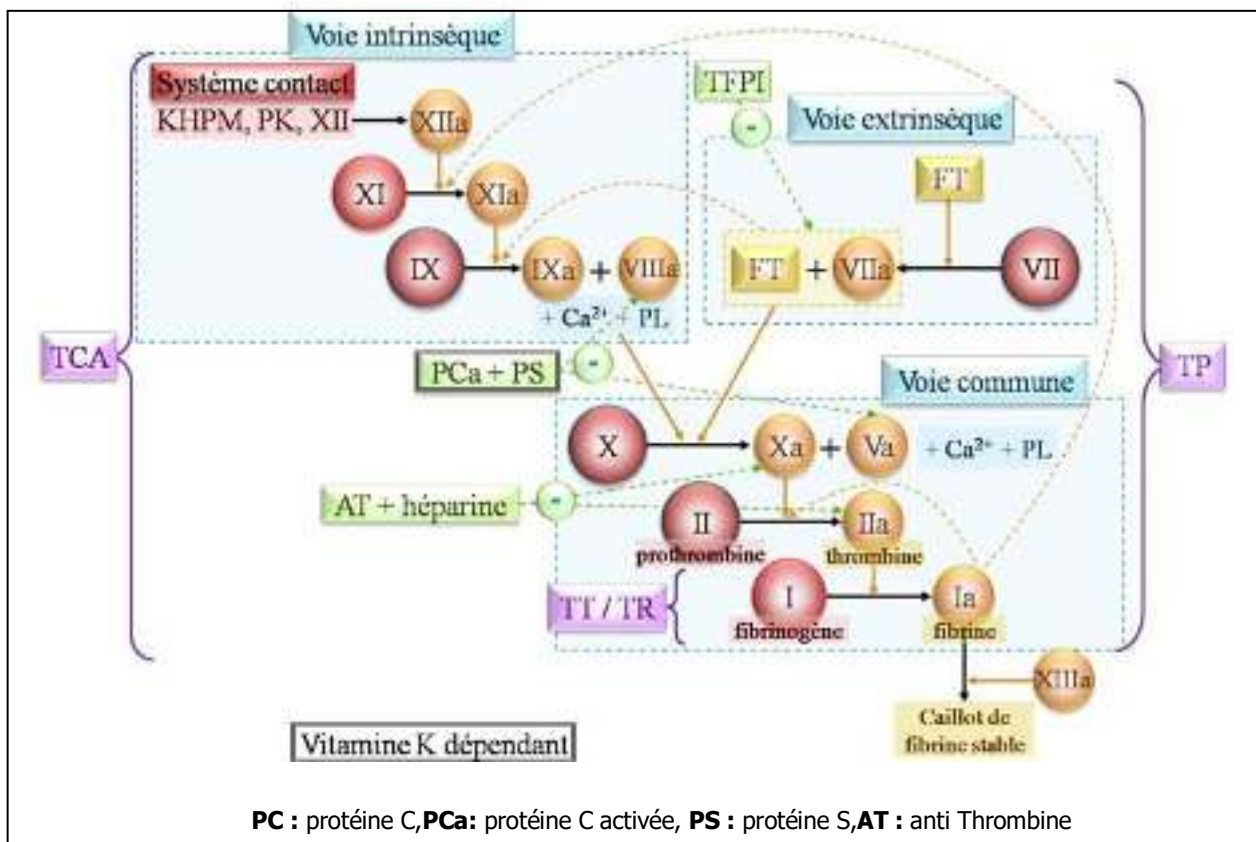 Voie intrinsèque
Système contact
KHPM, PK, XII
XIIa
TFPI
-
Voie extrinsèque
XI
XIa
FT
IX
IXa + VIIIa
FT + VIIa
VII
+ Ca²⁺ + PL
TCA
TP
PCa + PS
-
Voie commune
X
Xa + Va
+ Ca²⁺ + PL
AT + héparine
-
II
IIa
prothrombine
thrombine
TT / TR
I
Ia
fibrinogène
fibrine
XIIIa
Caillot de
fibrine stable
Vitamine K dépendant
PC : protéine C,PCa: protéine C activée, PS : protéine S,AT : anti Thrombine